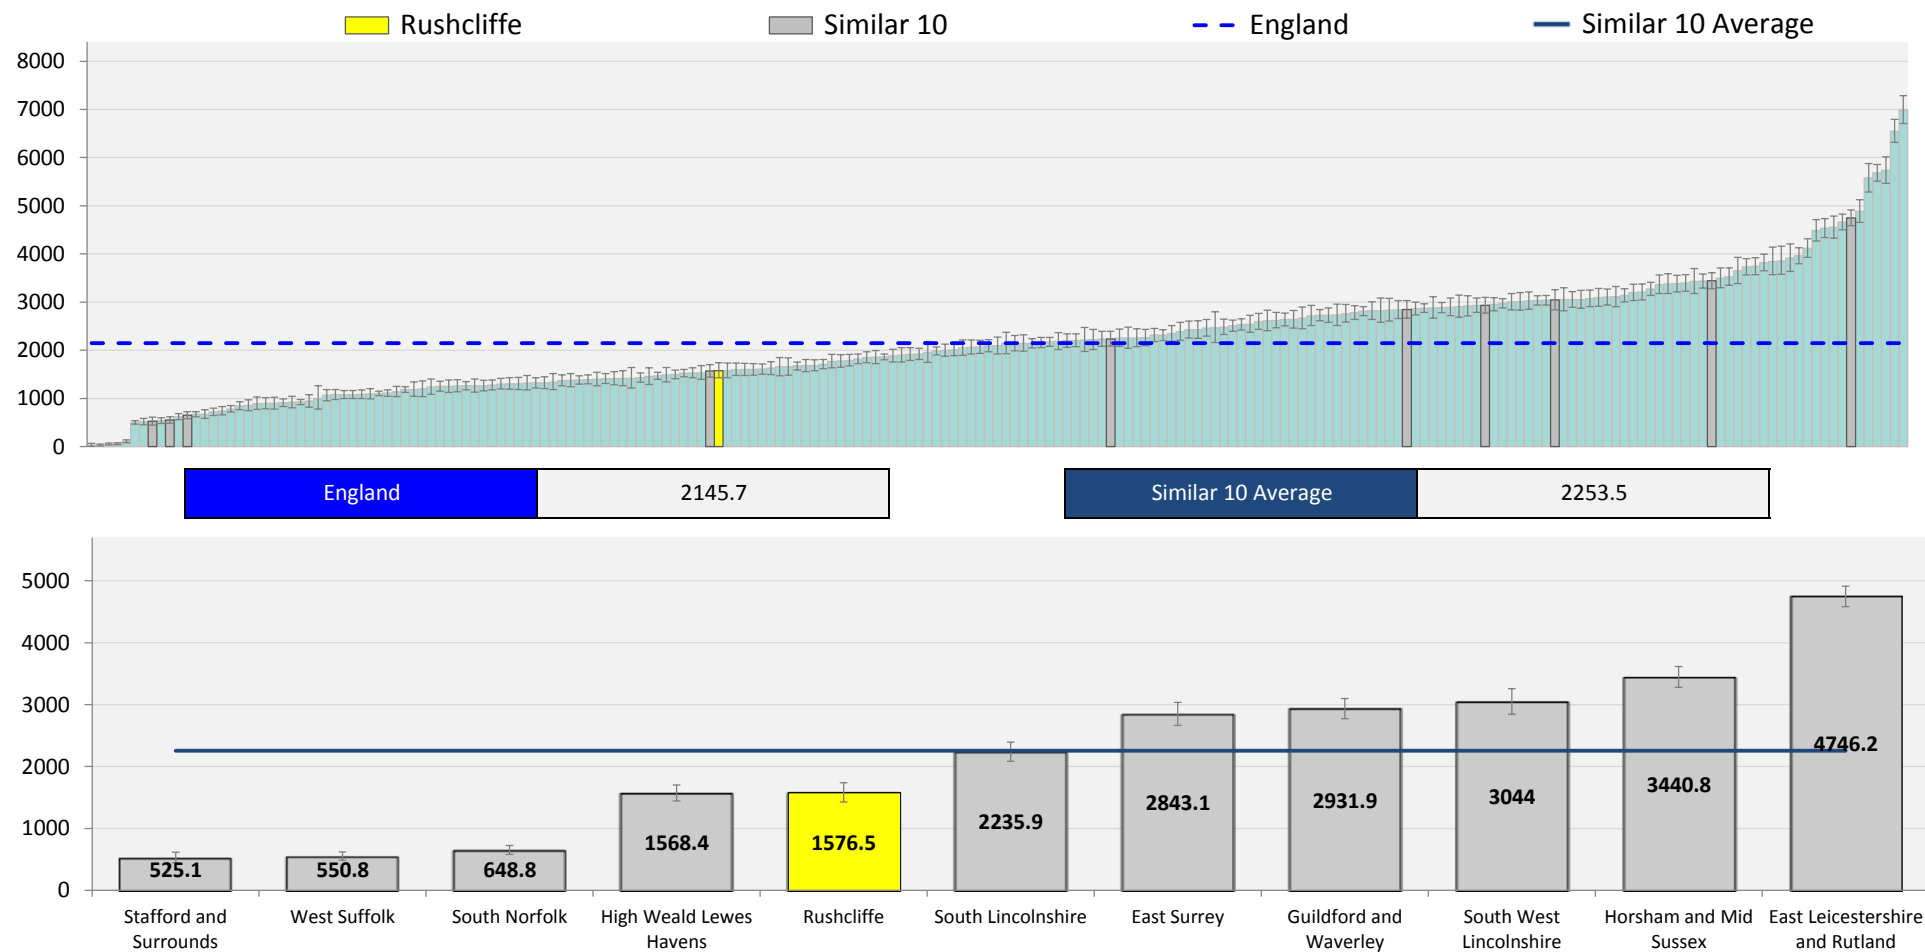 Rushcliffe
Similar 10
England
Similar 10 Average
8000
7000
6000
5000
4000
3000
2000
1000
0
England 2145.7
Similar 10 Average 2253.5
5000
4000
3000
2000
1000
0
525.1
550.8
648.8
1568.4
1576.5
2235.9
2843.1
2931.9
3044
3440.8
4746.2
Stafford and
Surrounds
West Suffolk
South Norfolk
High Weald Lewes
Havens
Rushcliffe
South Lincolnshire
East Surrey
Guildford and
Waverley
South West
Lincolnshire
Horsham and Mid
Sussex
East Leicestershire
and Rutland